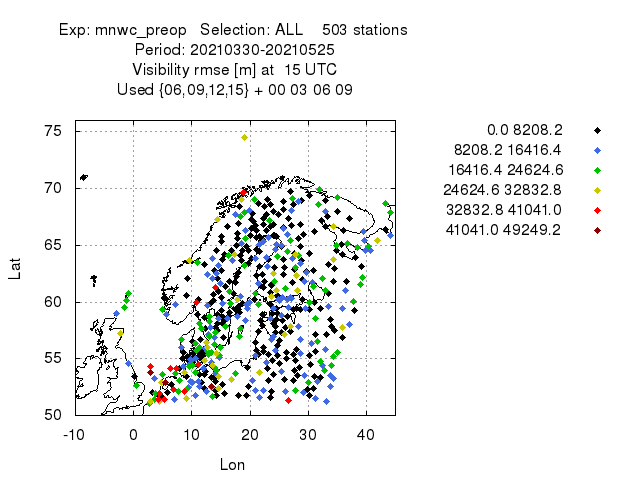 Exp: mnwc_preop   Selection: ALL    503 stations
Period: 20210330-20210525
Visibility rmse [m] at  15 UTC
Used {06,09,12,15} + 00 03 06 09
0.0 8208.2
8208.2 16416.4
16416.4 24624.6
24624.6 32832.8
32832.8 41041.0
41041.0 49249.2
75
70
65
60
55
50
Lat
-10 0 10 20 30 40
Lon